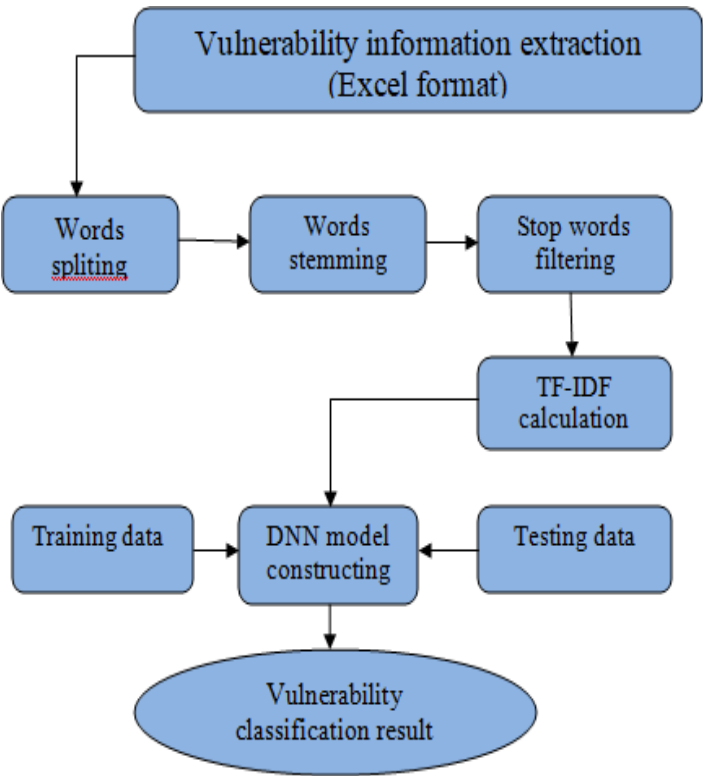 Vulnerability information extraction
(Excel format)
Words
spliting
Words
stemming
Stop words
filtering
TF-IDF
calculation
Training data
DNN model
constructing
Testing data
Vulnerability
classification result